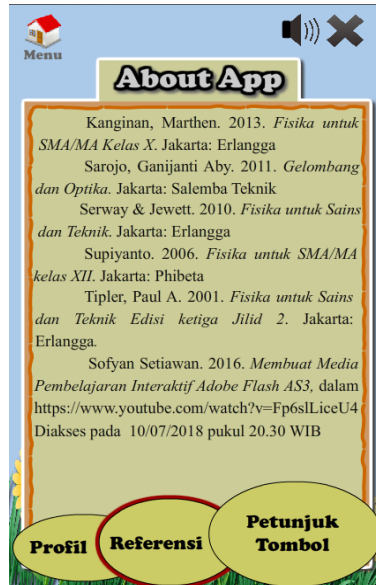 Menu
About App
Kanginan, Marthen. 2013. Fisika untuk
SMA/MA Kelas X. Jakarta: Erlangga
Sarojo, Ganijanti Aby. 2011. Gelombang
dan Optika. Jakarta: Salemba Teknik
Serway & Jewett. 2010. Fisika untuk Sains
dan Teknik. Jakarta: Erlangga
Supiyanto. 2006. Fisika untuk SMA/MA
kelas XII. Jakarta: Phibeta
Tipler, Paul A. 2001. Fisika untuk Sains
dan Teknik Edisi ketiga Jilid 2. Jakarta:
Erlangga.
Sofyan Setiawan. 2016. Membuat Media
Pembelajaran Interaktif Adobe Flash AS3, dalam
https://www.youtube.com/watch?v=Fp6slLiceU4
Diakses pada 10/07/2018 pukul 20.30 WIB
Profil
Referensi
Petunjuk
Tombol